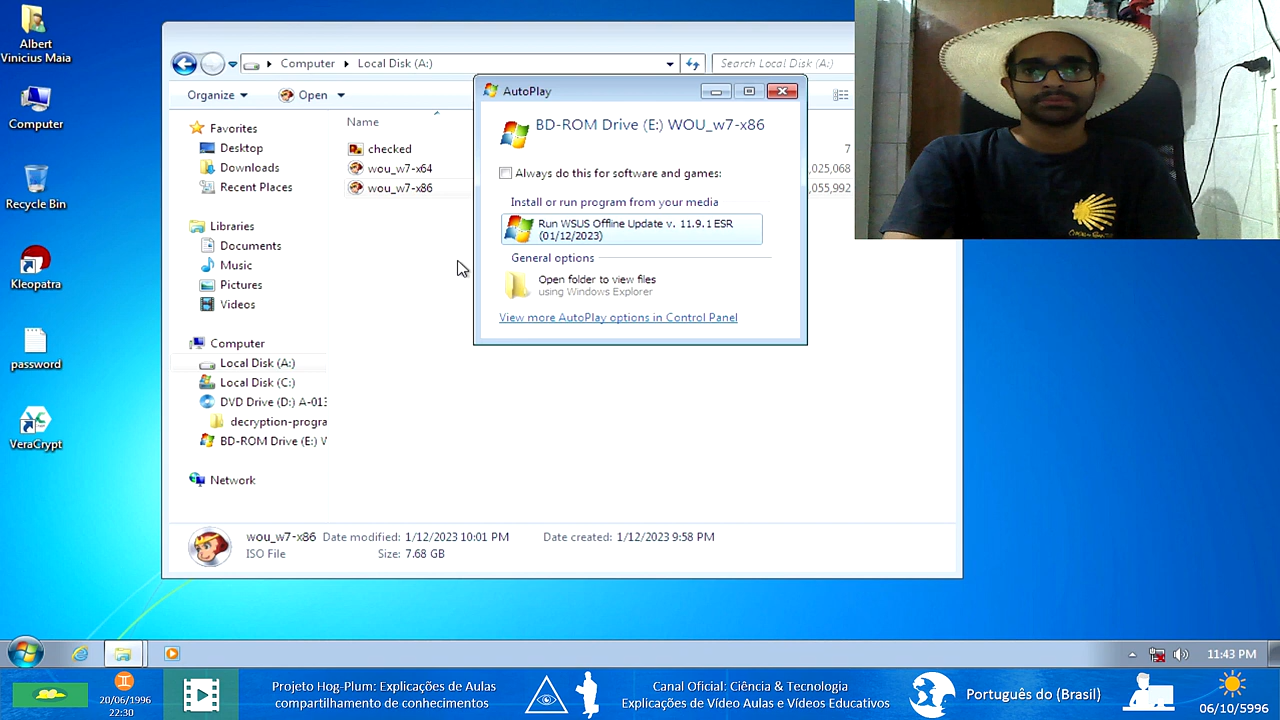 Albert
Vinicius Maia
Computer
Recycle Bin
Kleopatra
password
VeraCrypt
Computer
Local Disk (A:)
Search Local Disk (A:)
Organize
Open
Favorites
Desktop
Downloads
Recent Places
Libraries
Documents
Music
Pictures
Videos
Computer
Local Disk (A:)
Local Disk (C:)
DVD Drive (D:) A-013
decryption-progra
BD-ROM Drive (E:) W
Network
Name
checked
7
wou_w7-x64
,025,068
wou_w7-x86
,055,992
AutoPlay
BD-ROM Drive (E:) WOU_w7-x86
Always do this for software and games:
Install or run program from your media
Run WSUS Offline Update v. 11.9.1 ESR
(01/12/2023)
General options
Open folder to view files
using Windows Explorer
View more AutoPlay options in Control Panel
wou_w7-x86 Date modified: 1/12/2023 10:01 PM Date created: 1/12/2023 9:58 PM
ISO File Size: 7.68 GB
11:43 PM
20/06/1996
22:30
Projeto Hog-Plum: Explicações de Aulas
compartilhamento de conhecimentos
Canal Oficial: Ciência & Tecnologia
Explicações de Vídeo Aulas e Vídeos Educativos
Português do (Brasil)
06/10/5996